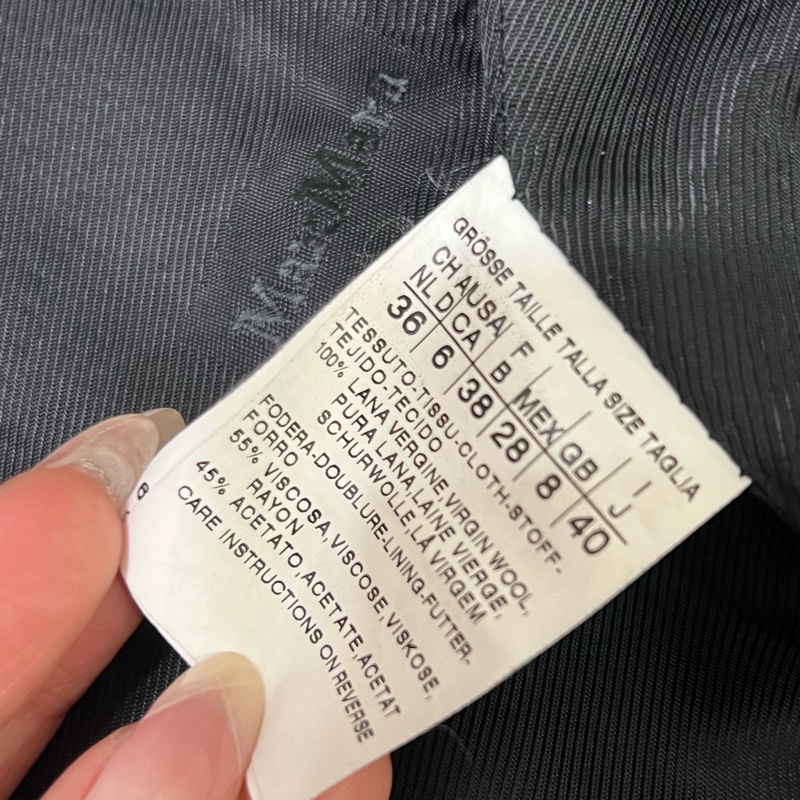 MaxMara
GRÖSSE TAILLE TALLA SIZE TAGLIA
CH A USA F I
NL D CA B MEX GB J
36 6 38 28 8 40
TESSUTO-TISSU-CLOTH-STOFF-
TEJIDO-TECIDO
100% LANA VERGINE, VIRGIN WOOL,
PURA LANA, LAINE VIERGE,
SCHURWOLLE, LÃ VIRGEM
FODERA-DOUBLURE-LINING-FUTTER-
FORRO
55% VISCOSA, VISCOSE, VISKOSE,
RAYON
45% ACETATO, ACETATE, ACETAT
CARE INSTRUCTIONS ON REVERSE
6